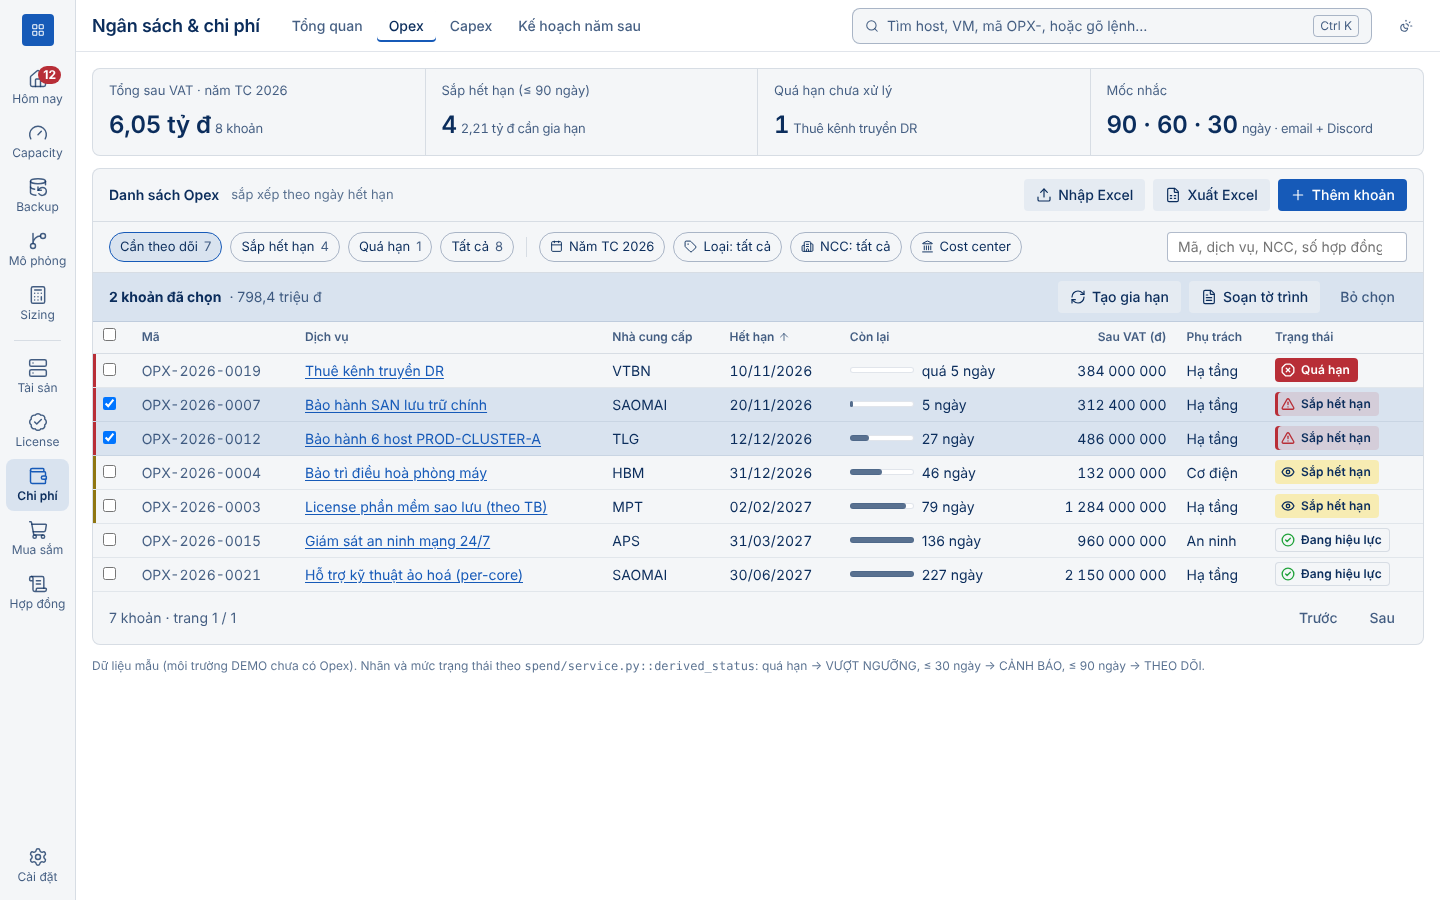 Ngân sách & chi phí
Tổng quan
Opex
Capex
Kế hoạch năm sau
Tìm host, VM, mã OPX-, hoặc gõ lệnh...
Ctrl K
12
Hôm nay
Capacity
Backup
Mô phỏng
Sizing
Tài sản
License
Chi phí
Mua sắm
Hợp đồng
Cài đặt
Tổng sau VAT · năm TC 2026
6,05 tỷ đ 8 khoản
Sắp hết hạn (≤ 90 ngày)
4 2,21 tỷ đ cần gia hạn
Quá hạn chưa xử lý
1 Thuê kênh truyền DR
Mốc nhắc
90 · 60 · 30 ngày · email + Discord
Danh sách Opex sắp xếp theo ngày hết hạn
Nhập Excel
Xuất Excel
Thêm khoản
Cần theo dõi 7
Sắp hết hạn 4
Quá hạn 1
Tất cả 8
Năm TC 2026
Loại: tất cả
NCC: tất cả
Cost center
Mã, dịch vụ, NCC, số hợp đồng
2 khoản đã chọn · 798,4 triệu đ
Tạo gia hạn
Soạn tờ trình
Bỏ chọn
Mã Dịch vụ Nhà cung cấp Hết hạn ↑ Còn lại Sau VAT (đ) Phụ trách Trạng thái
OPX-2026-0019 Thuê kênh truyền DR VTBN 10/11/2026 quá 5 ngày 384 000 000 Hạ tầng Quá hạn
OPX-2026-0007 Bảo hành SAN lưu trữ chính SAOMAI 20/11/2026 5 ngày 312 400 000 Hạ tầng Sắp hết hạn
OPX-2026-0012 Bảo hành 6 host PROD-CLUSTER-A TLG 12/12/2026 27 ngày 486 000 000 Hạ tầng Sắp hết hạn
OPX-2026-0004 Bảo trì điều hoà phòng máy HBM 31/12/2026 46 ngày 132 000 000 Cơ điện Sắp hết hạn
OPX-2026-0003 License phần mềm sao lưu (theo TB) MPT 02/02/2027 79 ngày 1 284 000 000 Hạ tầng Sắp hết hạn
OPX-2026-0015 Giám sát an ninh mạng 24/7 APS 31/03/2027 136 ngày 960 000 000 An ninh Đang hiệu lực
OPX-2026-0021 Hỗ trợ kỹ thuật ảo hoá (per-core) SAOMAI 30/06/2027 227 ngày 2 150 000 000 Hạ tầng Đang hiệu lực
7 khoản · trang 1 / 1
Trước
Sau
Dữ liệu mẫu (môi trường DEMO chưa có Opex). Nhãn và mức trạng thái theo spend/service.py::derived_status: quá hạn → VƯỢT NGƯỠNG, ≤ 30 ngày → CẢNH BÁO, ≤ 90 ngày → THEO DÕI.